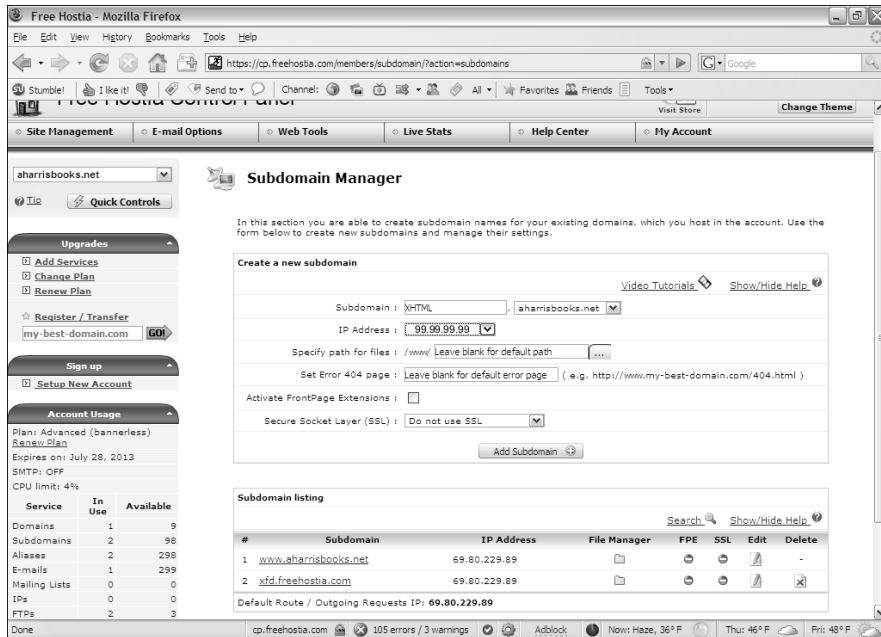 Free Hostia - Mozilla Firefox
File Edit View History Bookmarks Tools Help
https://cp.freehostia.com/members/subdomain/?action=subdomains
G Google
Stumble! I like it! Send to Channel: All Favorites Friends Tools
Free Hostia Control Panel
Visit Store
Change Theme
Site Management E-mail Options Web Tools Live Stats Help Center My Account
aharrisbooks.net
Tip Quick Controls
Upgrades
Add Services
Change Plan
Renew Plan
Register / Transfer
my-best-domain.com GO!
Sign up
Setup New Account
Account Usage
Plan: Advanced (bannerless)
Renew Plan
Expires on: July 28, 2013
SMTP: OFF
CPU limit: 4%
Service In Use Available
Domains 1 9
Subdomains 2 98
Aliases 2 298
E-mails 1 299
Mailing Lists 0 0
IPs 0 0
FTPs 2 3
Subdomain Manager
In this section you are able to create subdomain names for your existing domains, which you host in the account. Use the
form below to create new subdomains and manage their settings.
Create a new subdomain
Video Tutorials Show/Hide Help
Subdomain : XHTML . aharrisbooks.net
IP Address : 99.99.99.99
Specify path for files : /www/ Leave blank for default path ...
Set Error 404 page : Leave blank for default error page ( e.g. http://www.my-best-domain.com/404.html )
Activate FrontPage Extensions :
Secure Socket Layer (SSL) : Do not use SSL
Add Subdomain
Subdomain listing
Search Show/Hide Help
# Subdomain IP Address File Manager FPE SSL Edit Delete
1 www.aharrisbooks.net 69.80.229.89 -
2 xfd.freehostia.com 69.80.229.89
Default Route / Outgoing Requests IP: 69.80.229.89
Done cp.freehostia.com 105 errors / 3 warnings Adblock Now: Haze, 36° F Thu: 46° F Fri: 48° F